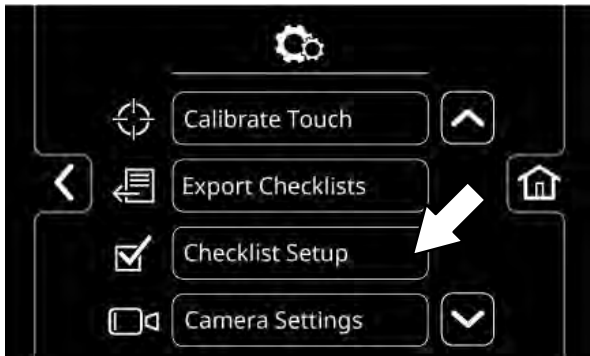 Calibrate Touch
Export Checklists
Checklist Setup
Camera Settings